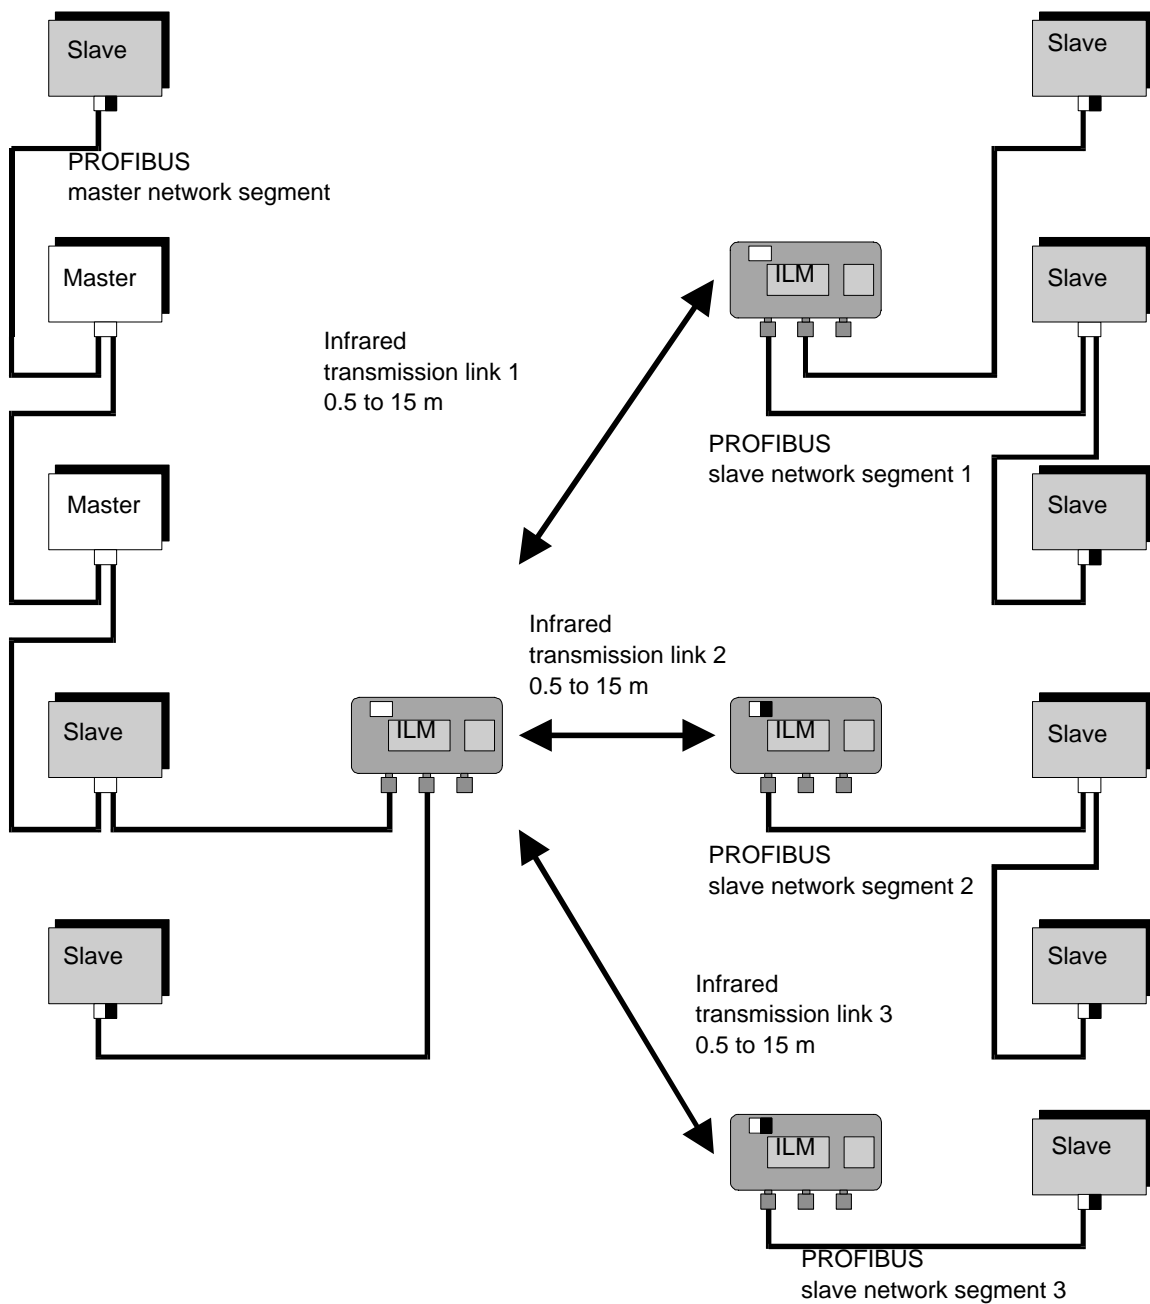 Slave
PROFIBUS
master network segment
Master
Master
Slave
Slave
Infrared
transmission link 1
0.5 to 15 m
ILM
Infrared
transmission link 2
0.5 to 15 m
Infrared
transmission link 3
0.5 to 15 m
ILM
PROFIBUS
slave network segment 1
Slave
Slave
Slave
ILM
PROFIBUS
slave network segment 2
Slave
Slave
ILM
Slave
PROFIBUS
slave network segment 3